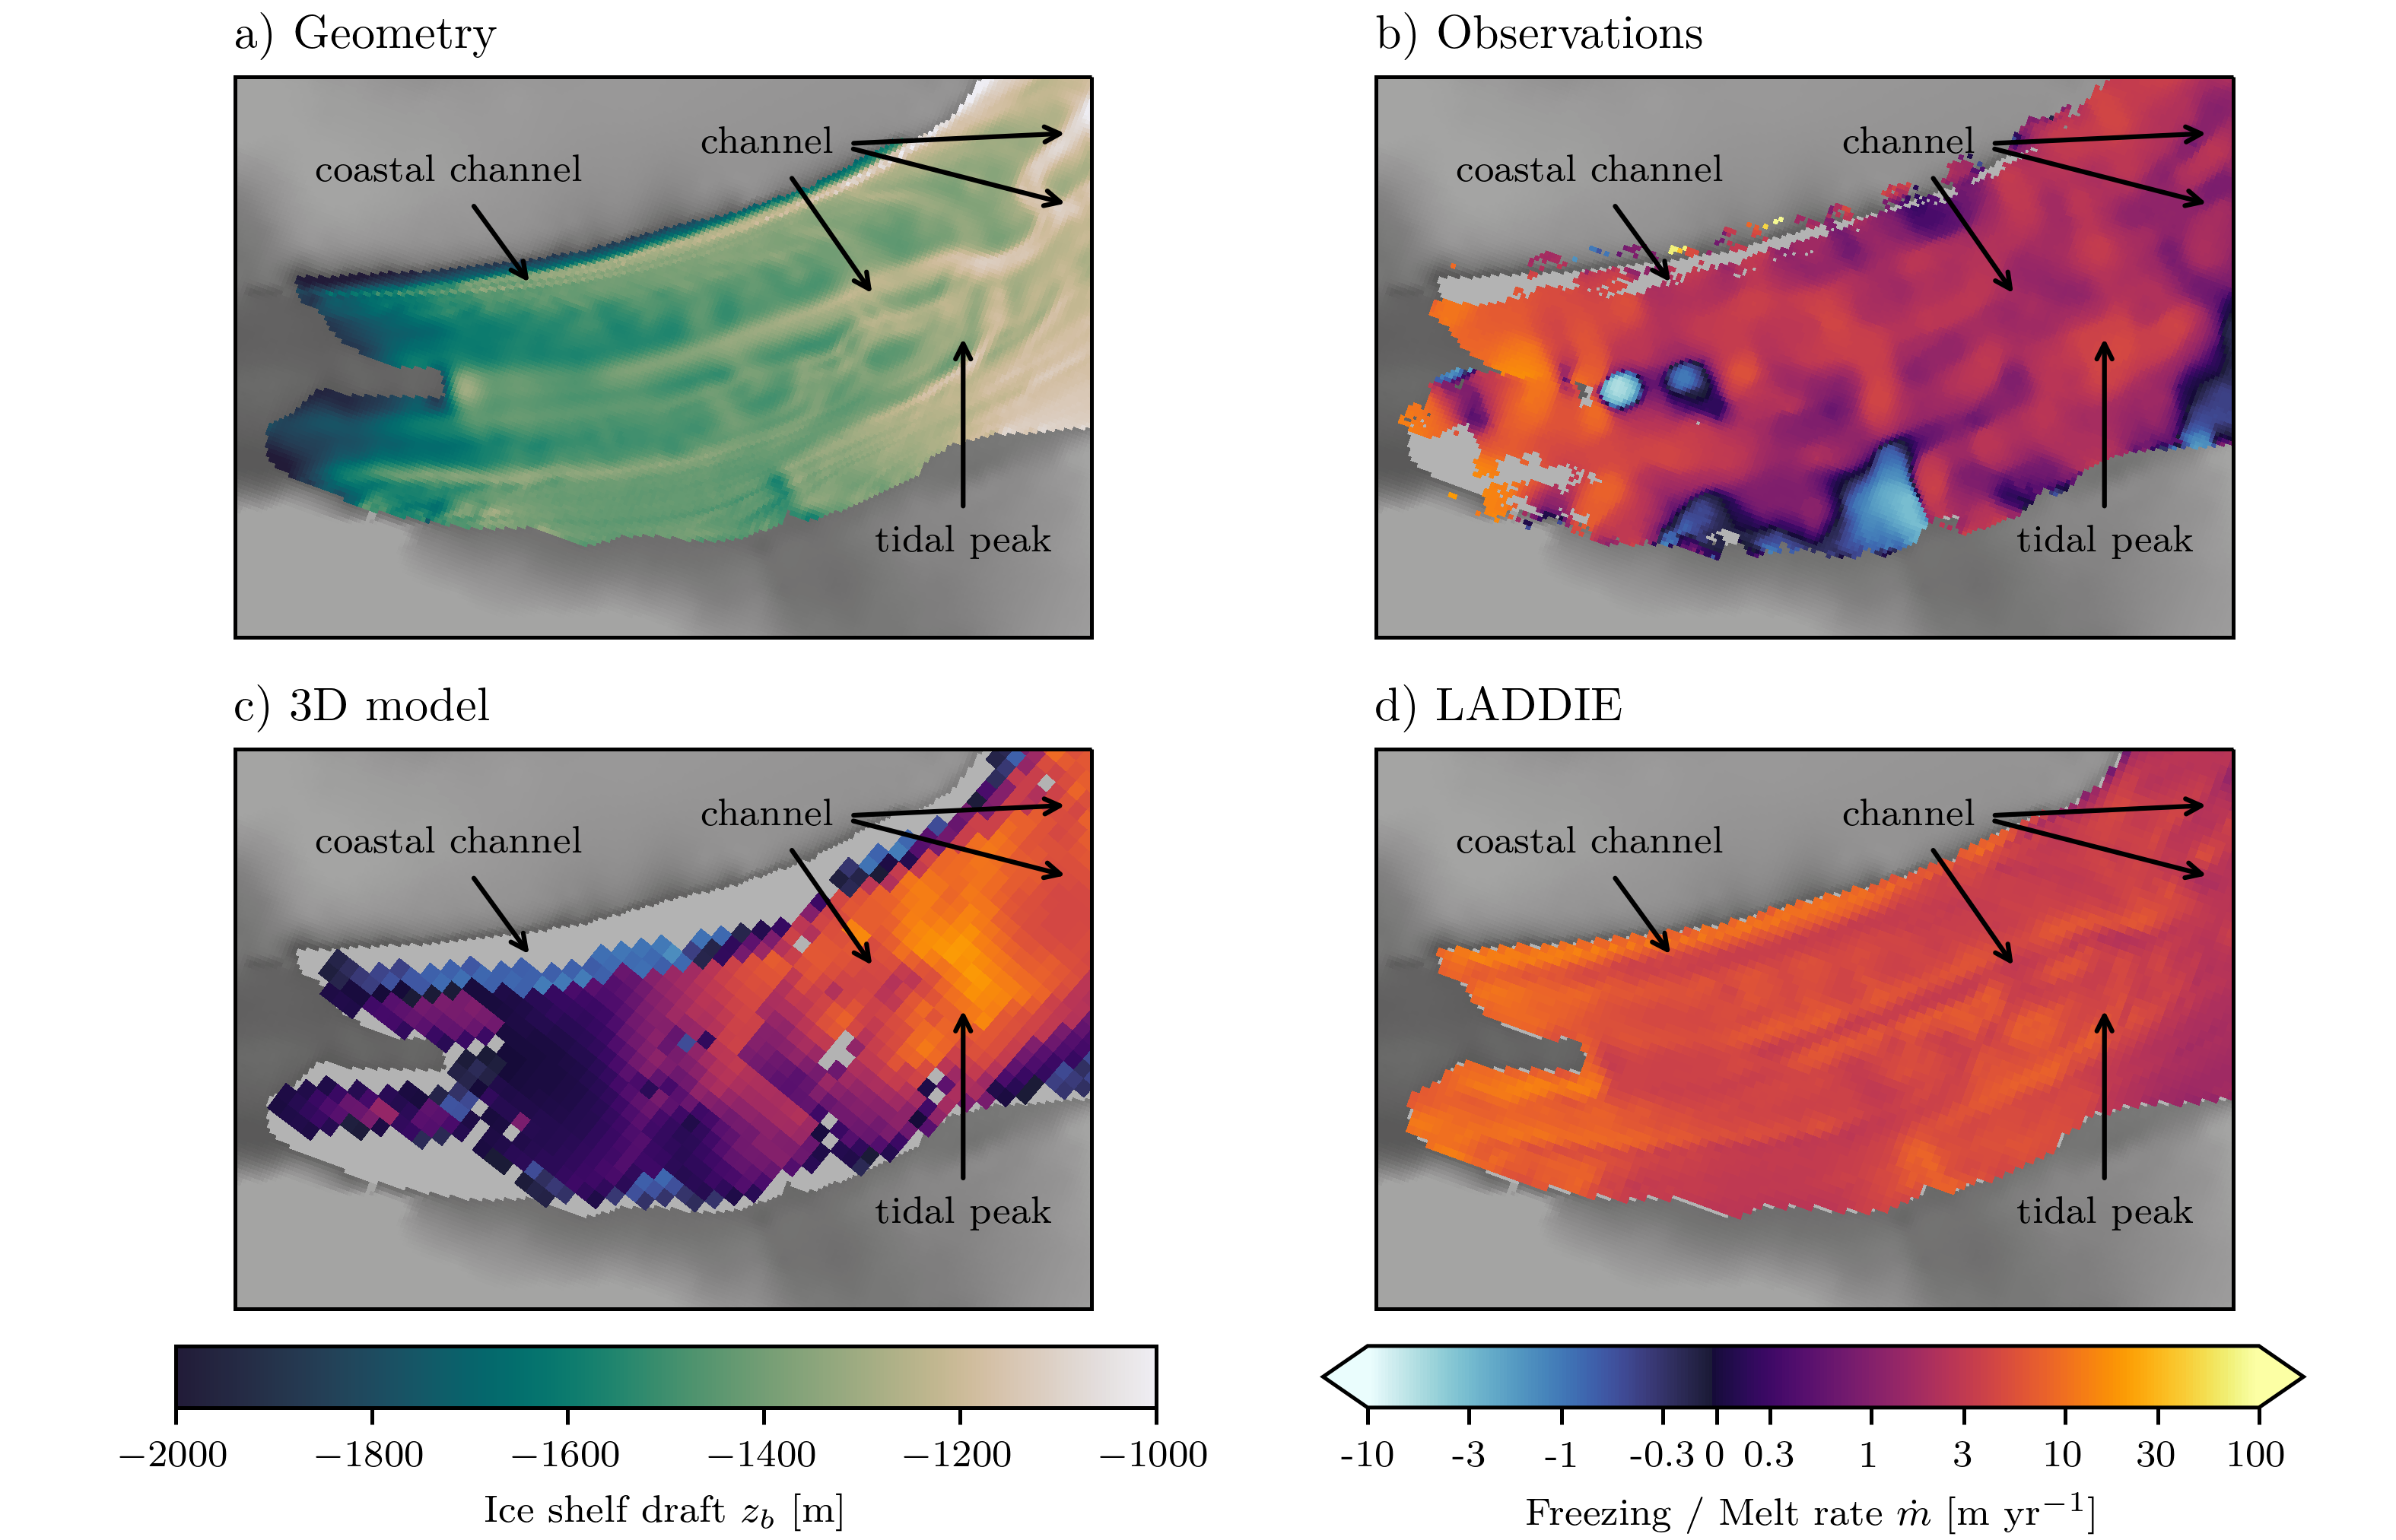 a) Geometry
coastal channel
channel
tidal peak
b) Observations
coastal channel
channel
tidal peak
c) 3D model
coastal channel
channel
tidal peak
d) LADDIE
coastal channel
channel
tidal peak
−2000 −1800 −1600 −1400 −1200 −1000
Ice shelf draft z_b [m]
-10 -3 -1 -0.3 0 0.3 1 3 10 30 100
Freezing / Melt rate ṁ [m yr⁻¹]